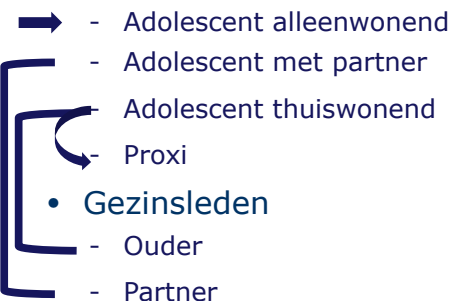 - Adolescent alleenwonend
- Adolescent met partner
- Adolescent thuiswonend
- Proxi
• Gezinsleden
- Ouder
- Partner